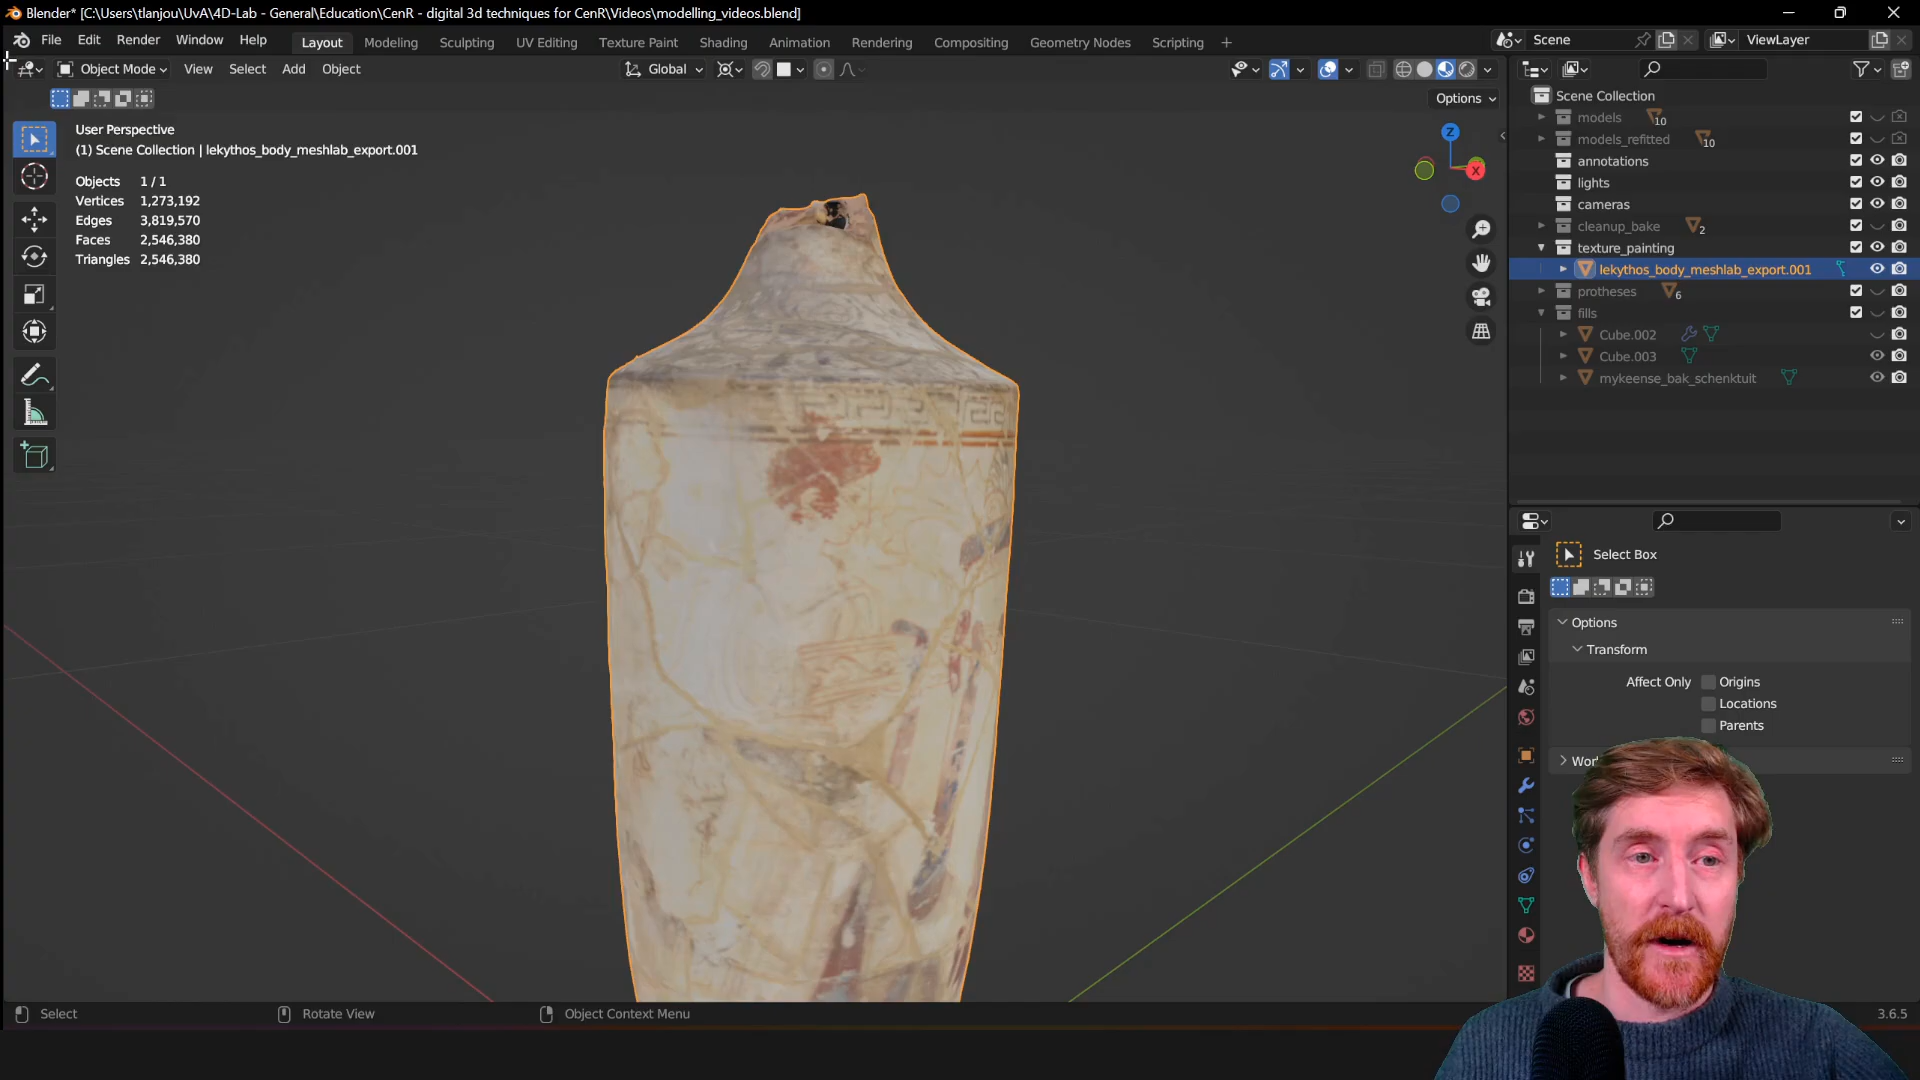 Blender* [C:\Users\tlanjou\UvA\4D-Lab - General\Education\CenR - digital 3d techniques for CenR\Videos\modelling_videos.blend]
File Edit Render Window Help Layout Modeling Sculpting UV Editing Texture Paint Shading Animation Rendering Compositing Geometry Nodes Scripting + Scene ViewLayer
Object Mode View Select Add Object Global
Options
User Perspective
(1) Scene Collection | lekythos_body_meshlab_export.001
Objects 1 / 1
Vertices 1,273,192
Edges 3,819,570
Faces 2,546,380
Triangles 2,546,380
Z
X
Scene Collection
models 10
models_refitted 10
annotations
lights
cameras
cleanup_bake 2
texture_painting
lekythos_body_meshlab_export.001
protheses 6
fills
Cube.002
Cube.003
mykeense_bak_schenktuit
Select Box
Options
Transform
Affect Only Origins
Locations
Parents
Select Rotate View Object Context Menu 3.6.5